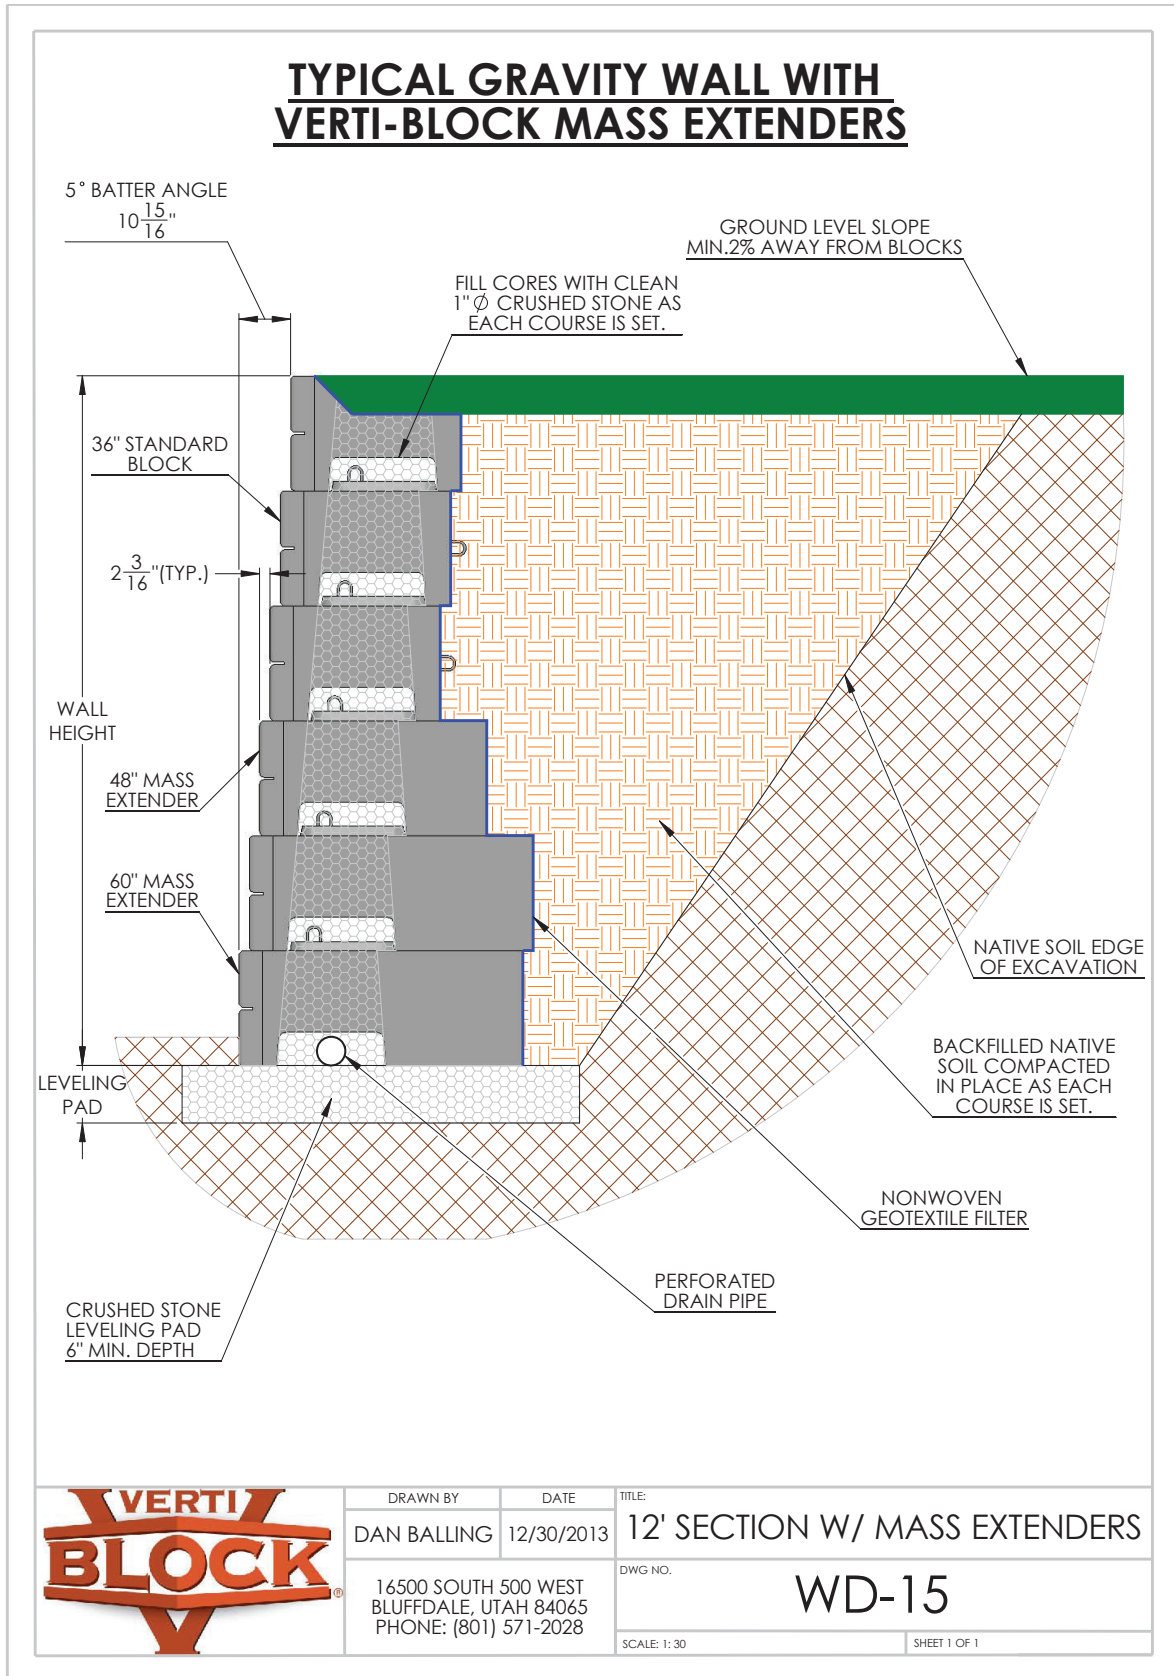 TYPICAL GRAVITY WALL WITH
VERTI-BLOCK MASS EXTENDERS
5° BATTER ANGLE
10 15/16"
GROUND LEVEL SLOPE
MIN.2% AWAY FROM BLOCKS
FILL CORES WITH CLEAN
1"∅ CRUSHED STONE AS
EACH COURSE IS SET.
36" STANDARD
BLOCK
2 3/16"(TYP.)
WALL
HEIGHT
48" MASS
EXTENDER
60" MASS
EXTENDER
NATIVE SOIL EDGE
OF EXCAVATION
BACKFILLED NATIVE
SOIL COMPACTED
IN PLACE AS EACH
COURSE IS SET.
LEVELING
PAD
NONWOVEN
GEOTEXTILE FILTER
PERFORATED
DRAIN PIPE
CRUSHED STONE
LEVELING PAD
6" MIN. DEPTH
VERTI
BLOCK
®
DRAWN BY
DATE
DAN BALLING
12/30/2013
16500 SOUTH 500 WEST
BLUFFDALE, UTAH 84065
PHONE: (801) 571-2028
TITLE:
12' SECTION W/ MASS EXTENDERS
DWG NO.
WD-15
SCALE: 1: 30
SHEET 1 OF 1